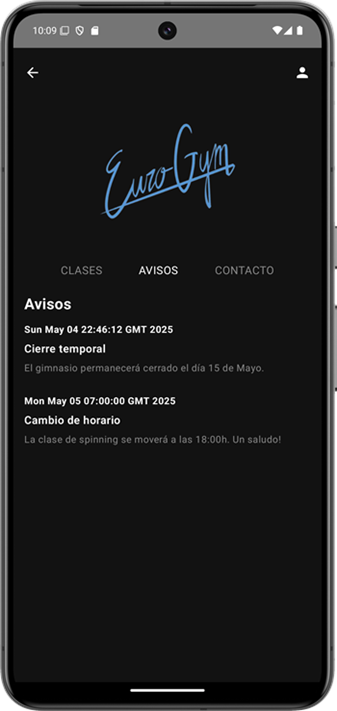 10:09
EuroGym
CLASES AVISOS CONTACTO
Avisos
Sun May 04 22:46:12 GMT 2025
Cierre temporal
El gimnasio permanecerá cerrado el día 15 de Mayo.
Mon May 05 07:00:00 GMT 2025
Cambio de horario
La clase de spinning se moverá a las 18:00h. Un saludo!